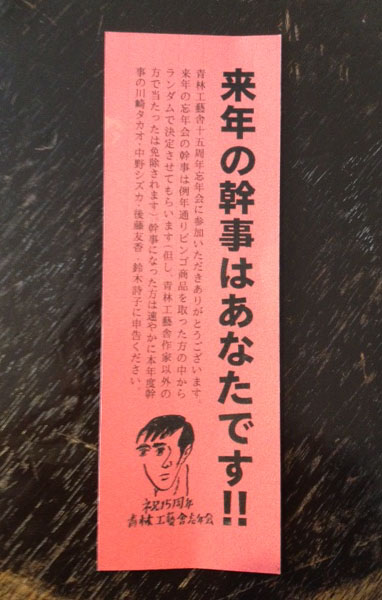 来年の幹事はあなたです!!
青林工藝舎十五周年忘年会に参加いただきありがとうございます。
来年の忘年会の幹事は例年通りビンゴ商品を取った方の中から
ランダムで決定させてもらいます(但し、青林工藝舎作家以外の
方で当たったは免除されます)。幹事になった方は速やかに本年度幹
事の川崎タカオ・中野シズカ・後藤友香・鈴木詩子に申告ください。
祝15周年
青林工藝舎忘年会